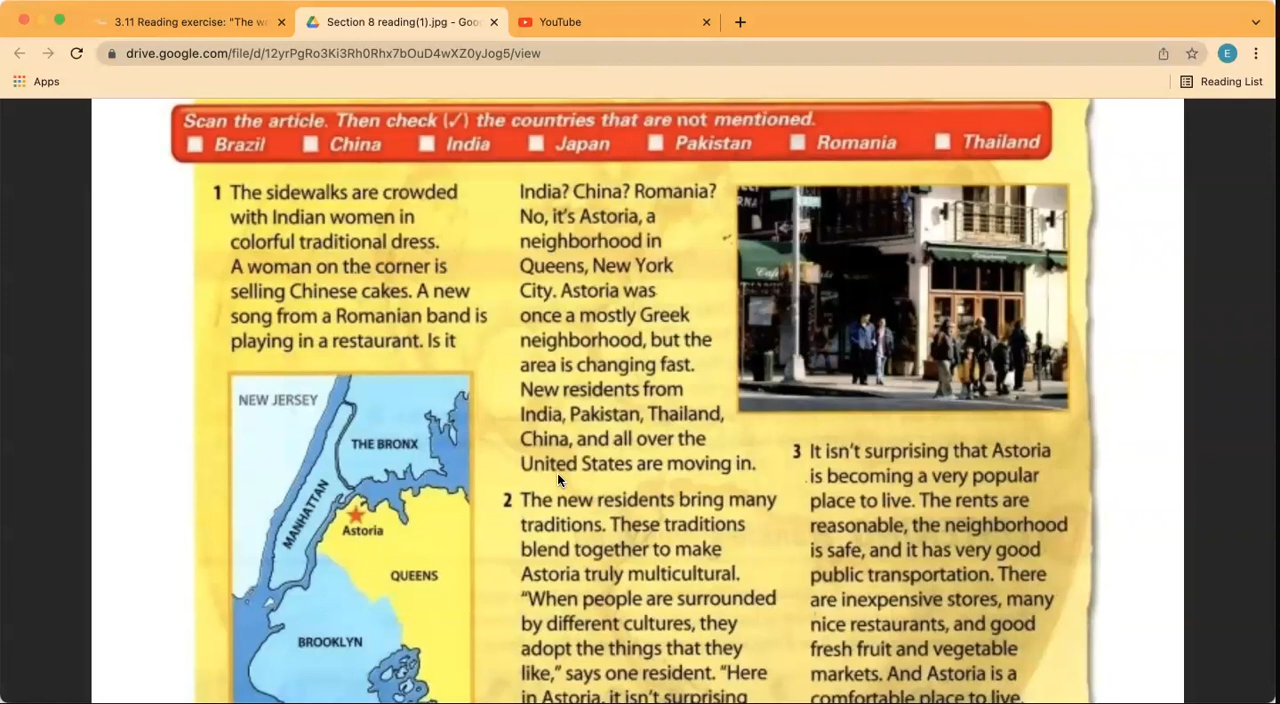 3.11 Reading exercise: "The w
Section 8 reading(1).jpg - Goo
YouTube
drive.google.com/file/d/12yrPgRo3Ki3Rh0Rhx7bOuD4wXZ0yJog5/view
E
Apps
Reading List
Scan the article. Then check (✓) the countries that are not mentioned.
Brazil China India Japan Pakistan Romania Thailand
1 The sidewalks are crowded
with Indian women in
colorful traditional dress.
A woman on the corner is
selling Chinese cakes. A new
song from a Romanian band is
playing in a restaurant. Is it
NEW JERSEY
THE BRONX
MANHATTAN
Astoria
QUEENS
BROOKLYN
India? China? Romania?
No, it's Astoria, a
neighborhood in
Queens, New York
City. Astoria was
once a mostly Greek
neighborhood, but the
area is changing fast.
New residents from
India, Pakistan, Thailand,
China, and all over the
United States are moving in.
2 The new residents bring many
traditions. These traditions
blend together to make
Astoria truly multicultural.
"When people are surrounded
by different cultures, they
adopt the things that they
like," says one resident. "Here
in Astoria, it isn't surprising
3 It isn't surprising that Astoria
is becoming a very popular
place to live. The rents are
reasonable, the neighborhood
is safe, and it has very good
public transportation. There
are inexpensive stores, many
nice restaurants, and good
fresh fruit and vegetable
markets. And Astoria is a
comfortable place to live.